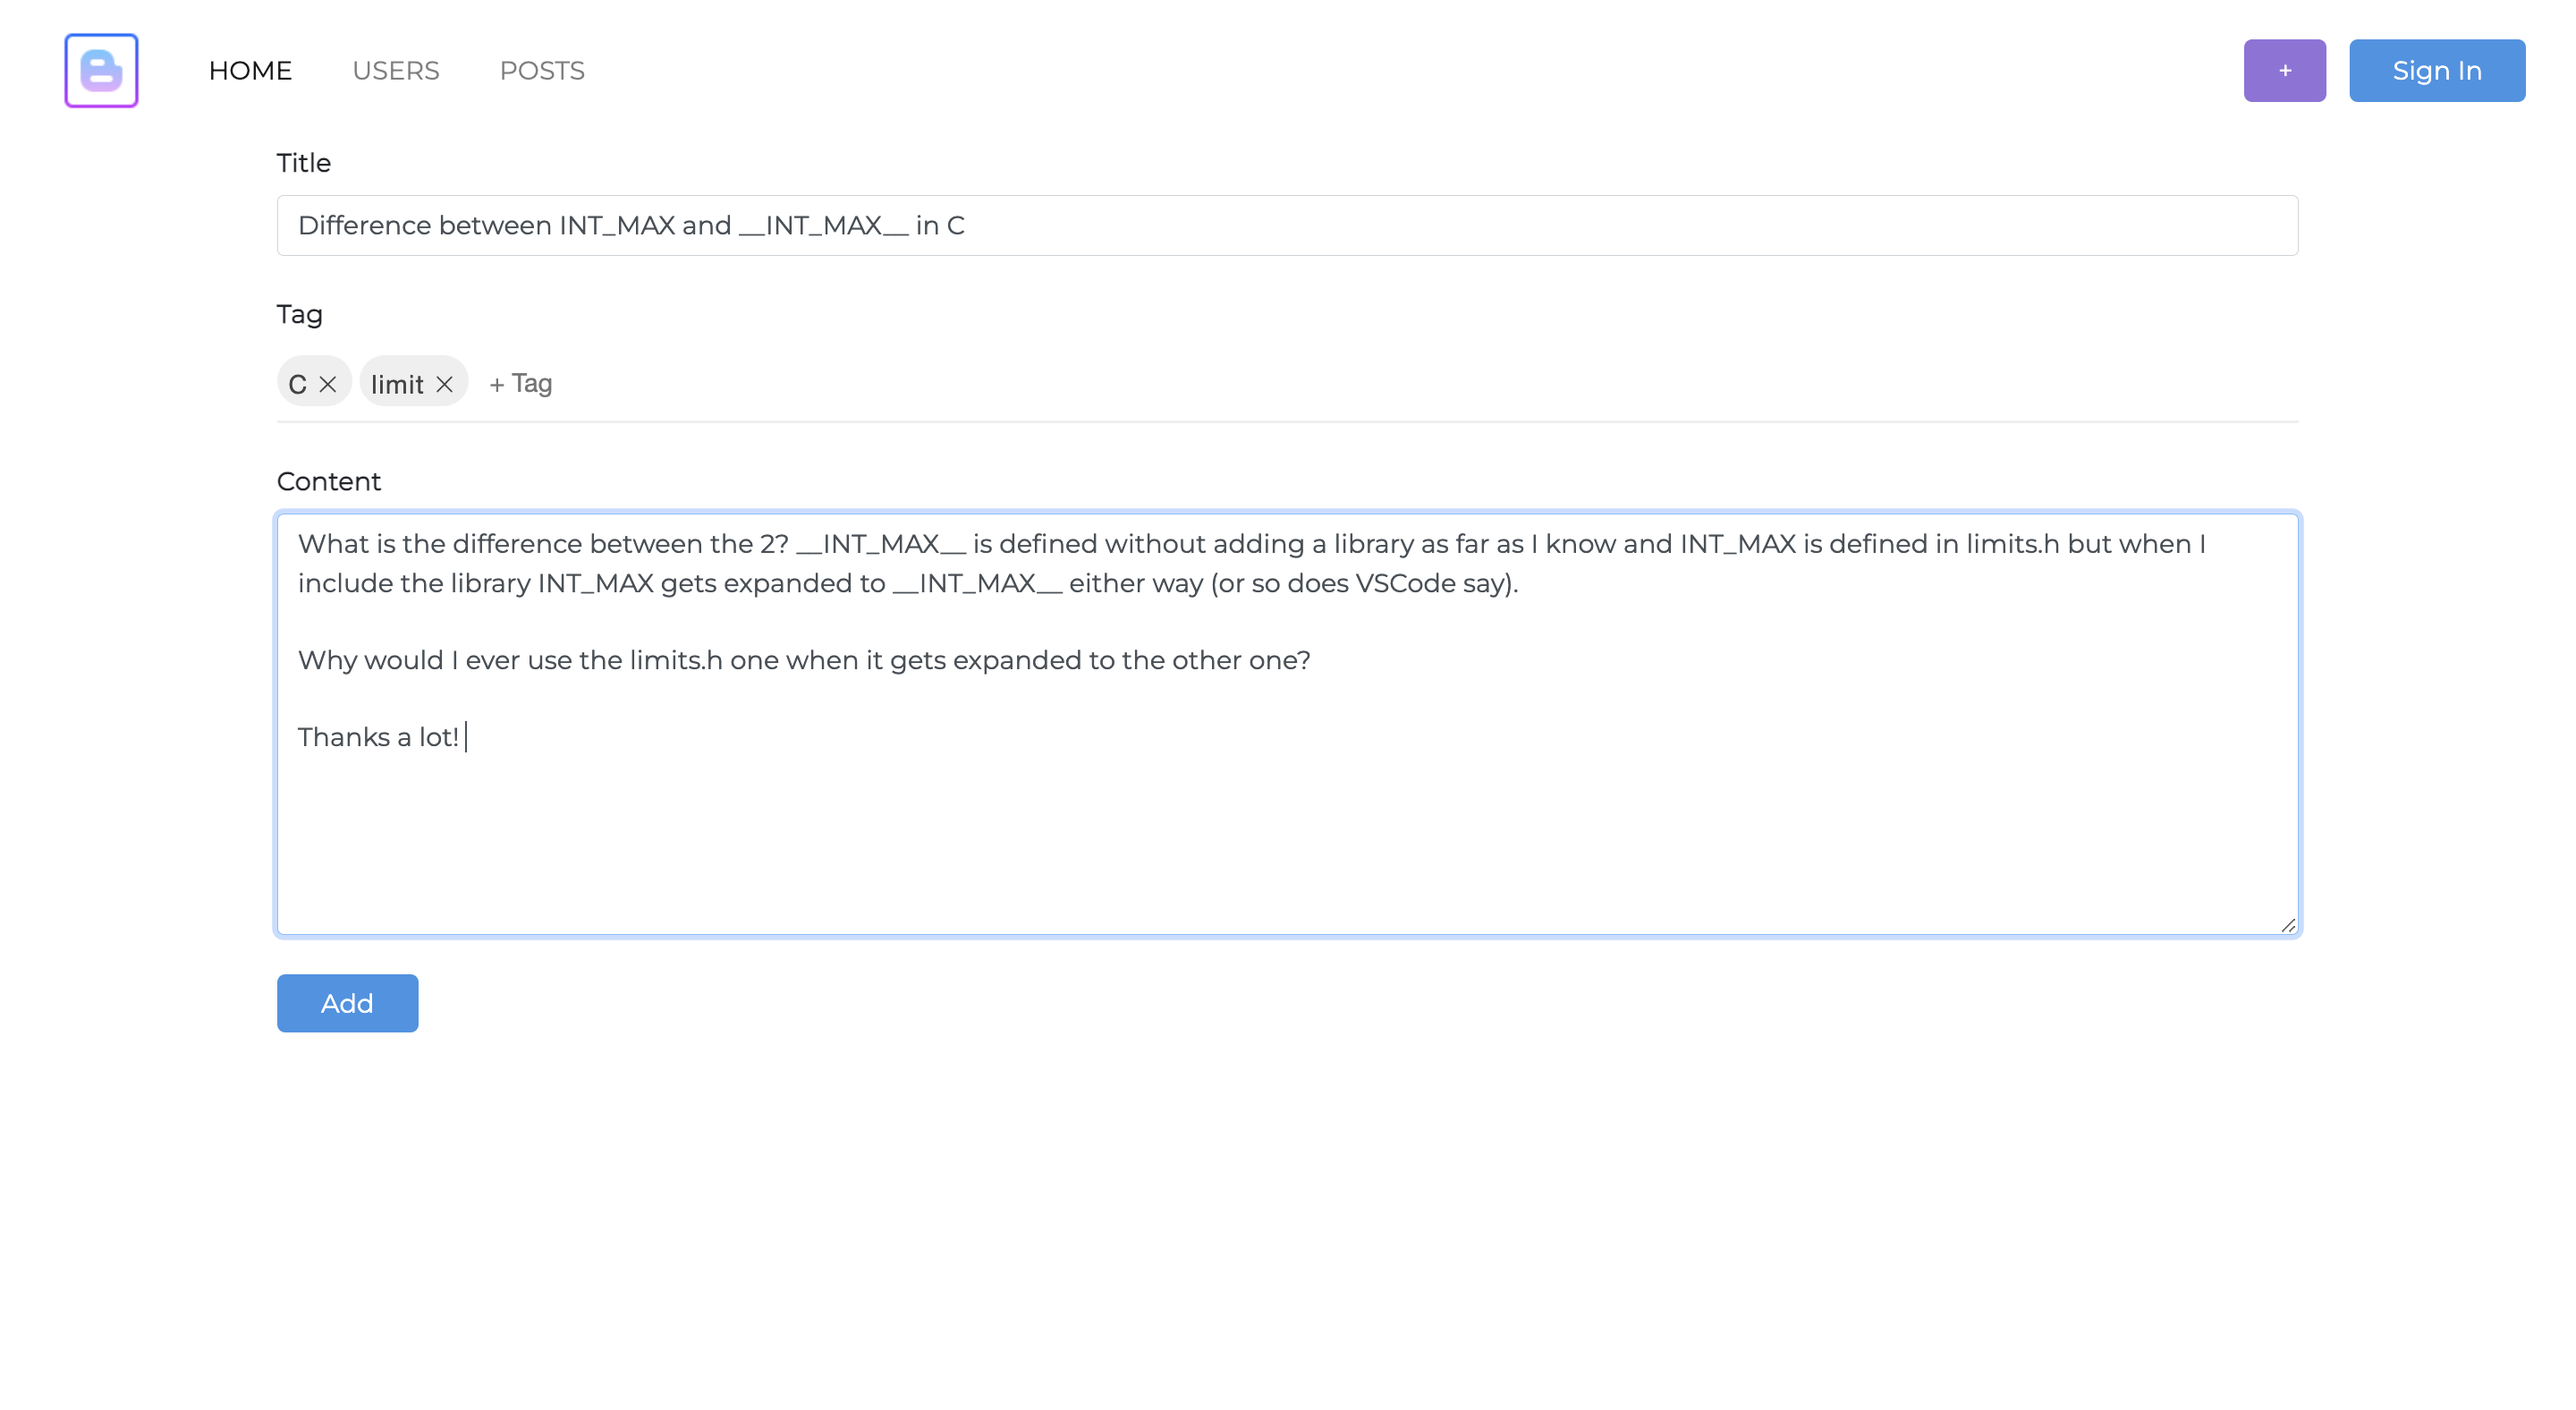 HOME USERS POSTS + Sign In
Title
Difference between INT_MAX and __INT_MAX__ in C
Tag
C limit + Tag
Content
What is the difference between the 2? __INT_MAX__ is defined without adding a library as far as I know and INT_MAX is defined in limits.h but when I
include the library INT_MAX gets expanded to __INT_MAX__ either way (or so does VSCode say).
Why would I ever use the limits.h one when it gets expanded to the other one?
Thanks a lot!
Add